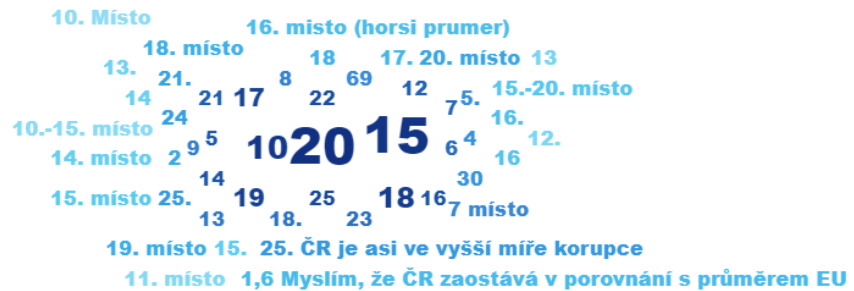 10. Místo
16. misto (horsi prumer)
18. místo 18 17. 20. místo 13
13. 21. 8 69 12 5. 15.-20. místo
14 21 17 22 7
24 16.
10.-15. místo 5 10 20 15 4 12.
14. místo 2 9 6 16
14 30
15. místo 25. 19 25 18 16 7 místo
13 18. 23
19. místo 15. 25. ČR je asi ve vyšší míře korupce
11. místo 1,6 Myslím, že ČR zaostává v porovnání s průměrem EU